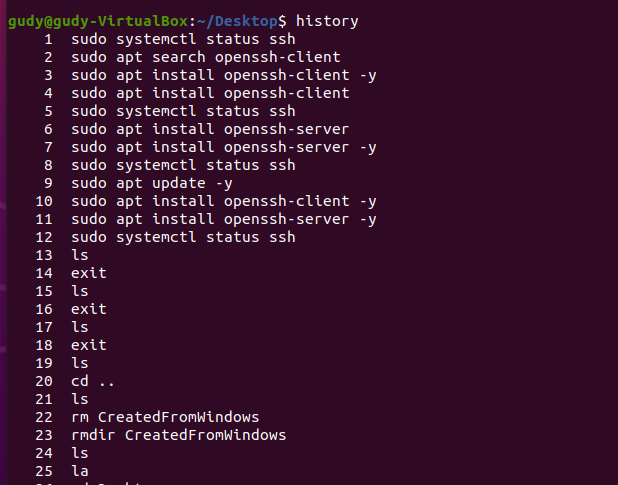 gudy@gudy-VirtualBox:~/Desktop$ history
1 sudo systemctl status ssh
2 sudo apt search openssh-client
3 sudo apt install openssh-client -y
4 sudo apt install openssh-client
5 sudo systemctl status ssh
6 sudo apt install openssh-server
7 sudo apt install openssh-server -y
8 sudo systemctl status ssh
9 sudo apt update -y
10 sudo apt install openssh-client -y
11 sudo apt install openssh-server -y
12 sudo systemctl status ssh
13 ls
14 exit
15 ls
16 exit
17 ls
18 exit
19 ls
20 cd ..
21 ls
22 rm CreatedFromWindows
23 rmdir CreatedFromWindows
24 ls
25 la